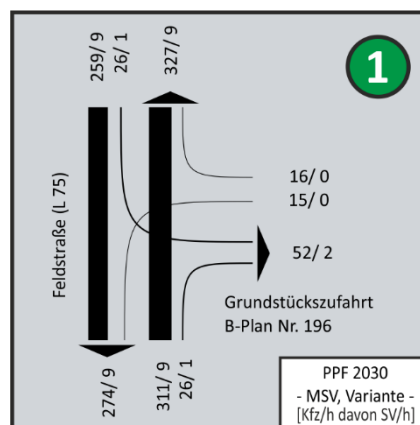 259/ 9
26/ 1
327/ 9
1
Feldstraße (L 75)
16/ 0
15/ 0
52/ 2
Grundstückszufahrt
B-Plan Nr. 196
274/ 9
311/ 9
26/ 1
PPF 2030
- MSV, Variante -
[Kfz/h davon SV/h]